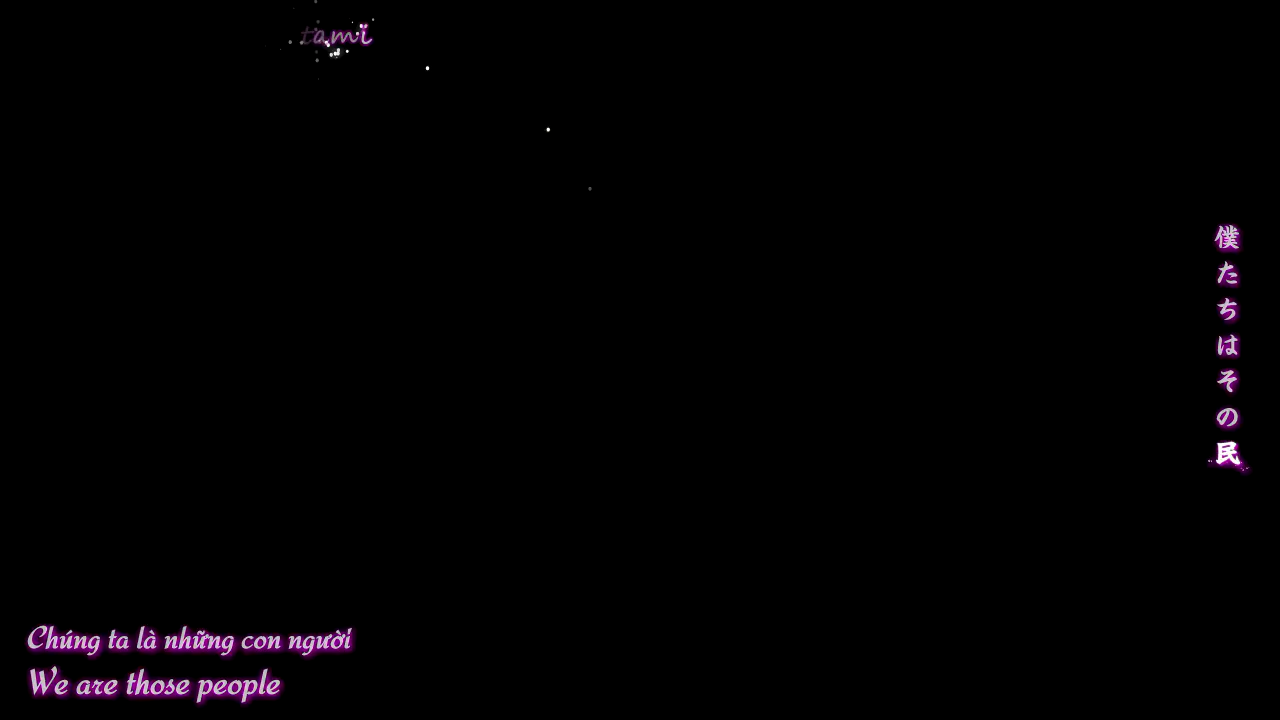 tami
僕たちはその民
Chúng ta là những con người
We are those people